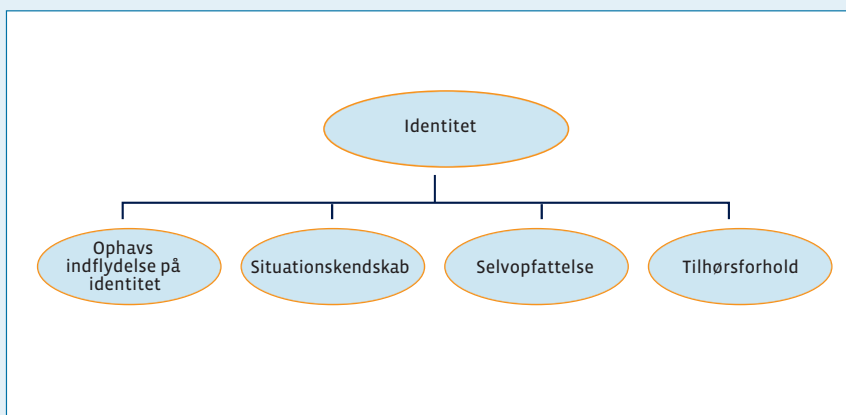 Identitet
Ophavs
indflydelse på
identitet
Situationskendskab
Selvopfattelse
Tilhørsforhold